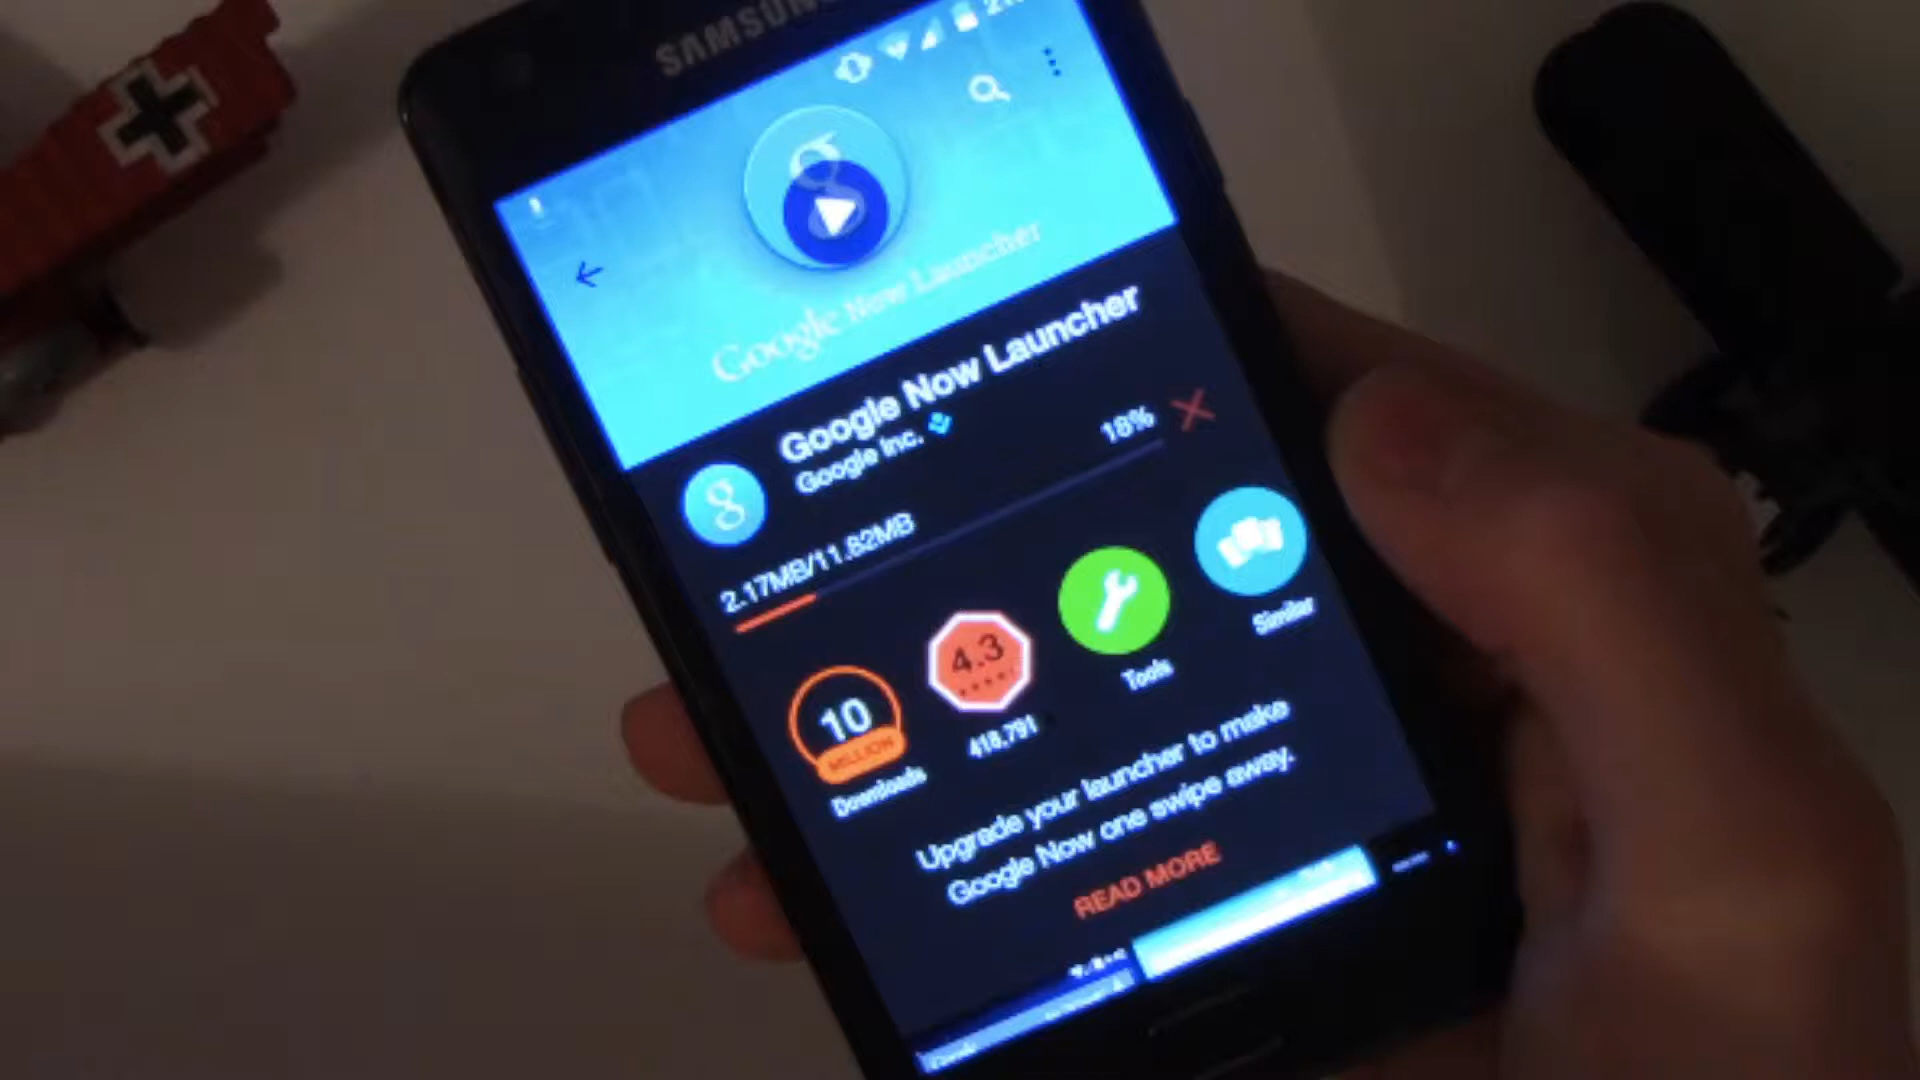 SAMSUNG
g
Google Now Launcher
Google Now Launcher
Google Inc.
18%
g
2.17MB/11.82MB
10
MILLION
Downloads
4.3
418,791
Tools
Similar
Upgrade your launcher to make
Google Now one swipe away.
READ MORE